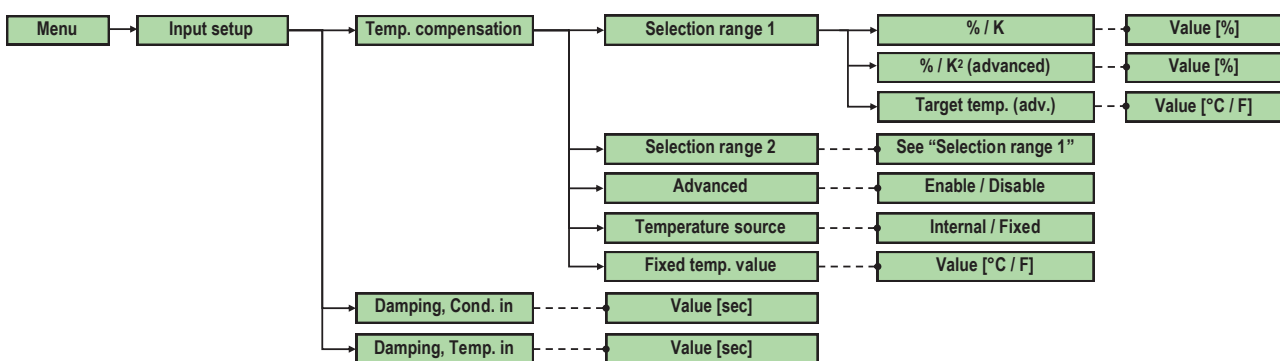 Menu
Input setup
Temp. compensation
Selection range 1
% / K
Value [%]
% / K² (advanced)
Value [%]
Target temp. (adv.)
Value [°C / F]
Selection range 2
See “Selection range 1”
Advanced
Enable / Disable
Temperature source
Internal / Fixed
Fixed temp. value
Value [°C / F]
Damping, Cond. in
Value [sec]
Damping, Temp. in
Value [sec]